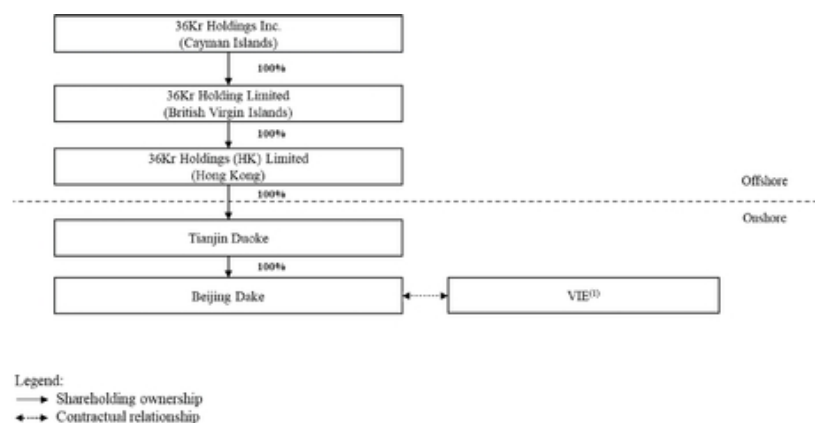 36Kr Holdings Inc.
(Cayman Islands)
100%
36Kr Holding Limited
(British Virgin Islands)
100%
36Kr Holdings (HK) Limited
(Hong Kong)
100%
Offshore
Onshore
Tianjin Duoke
100%
Beijing Dake
VIE(1)
Legend:
Shareholding ownership
Contractual relationship